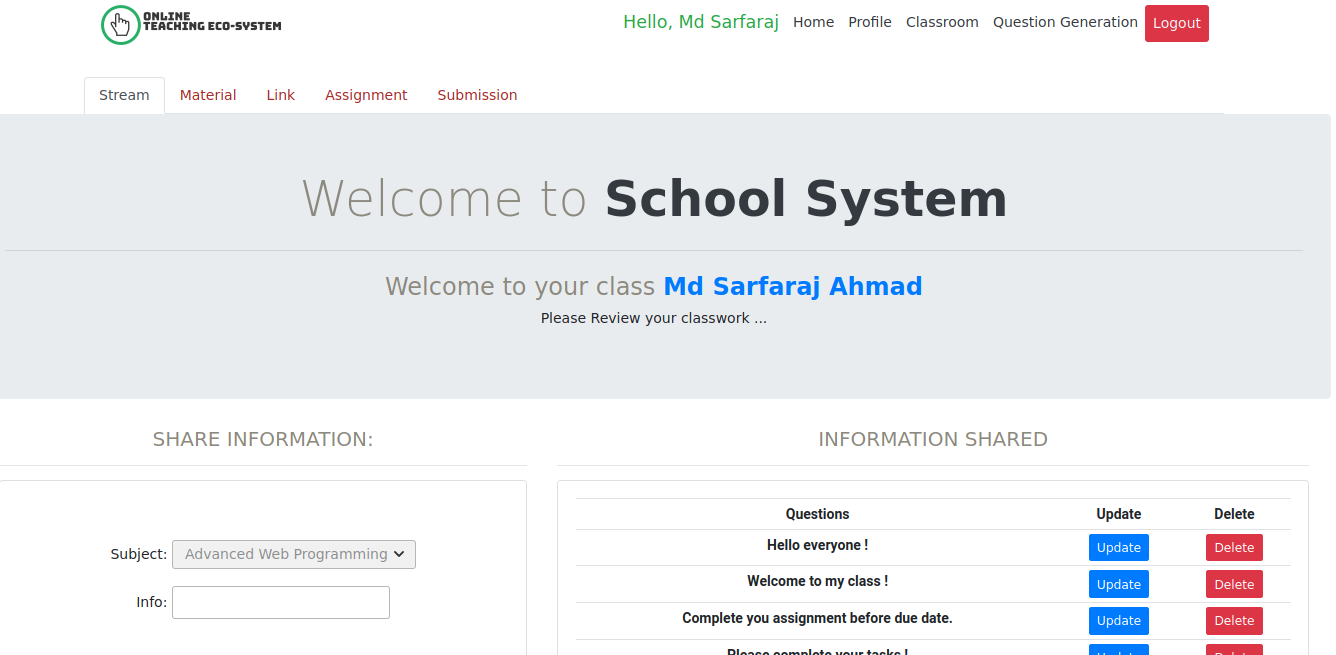 ONLINE
TEACHING ECO-SYSTEM
Hello, Md Sarfaraj Home Profile Classroom Question Generation Logout
Stream Material Link Assignment Submission
Welcome to School System
Welcome to your class Md Sarfaraj Ahmad
Please Review your classwork ...
SHARE INFORMATION:
Subject: Advanced Web Programming
Info:
INFORMATION SHARED
Questions Update Delete
Hello everyone ! Update Delete
Welcome to my class ! Update Delete
Complete you assignment before due date. Update Delete
Please complete your tasks ! Update Delete